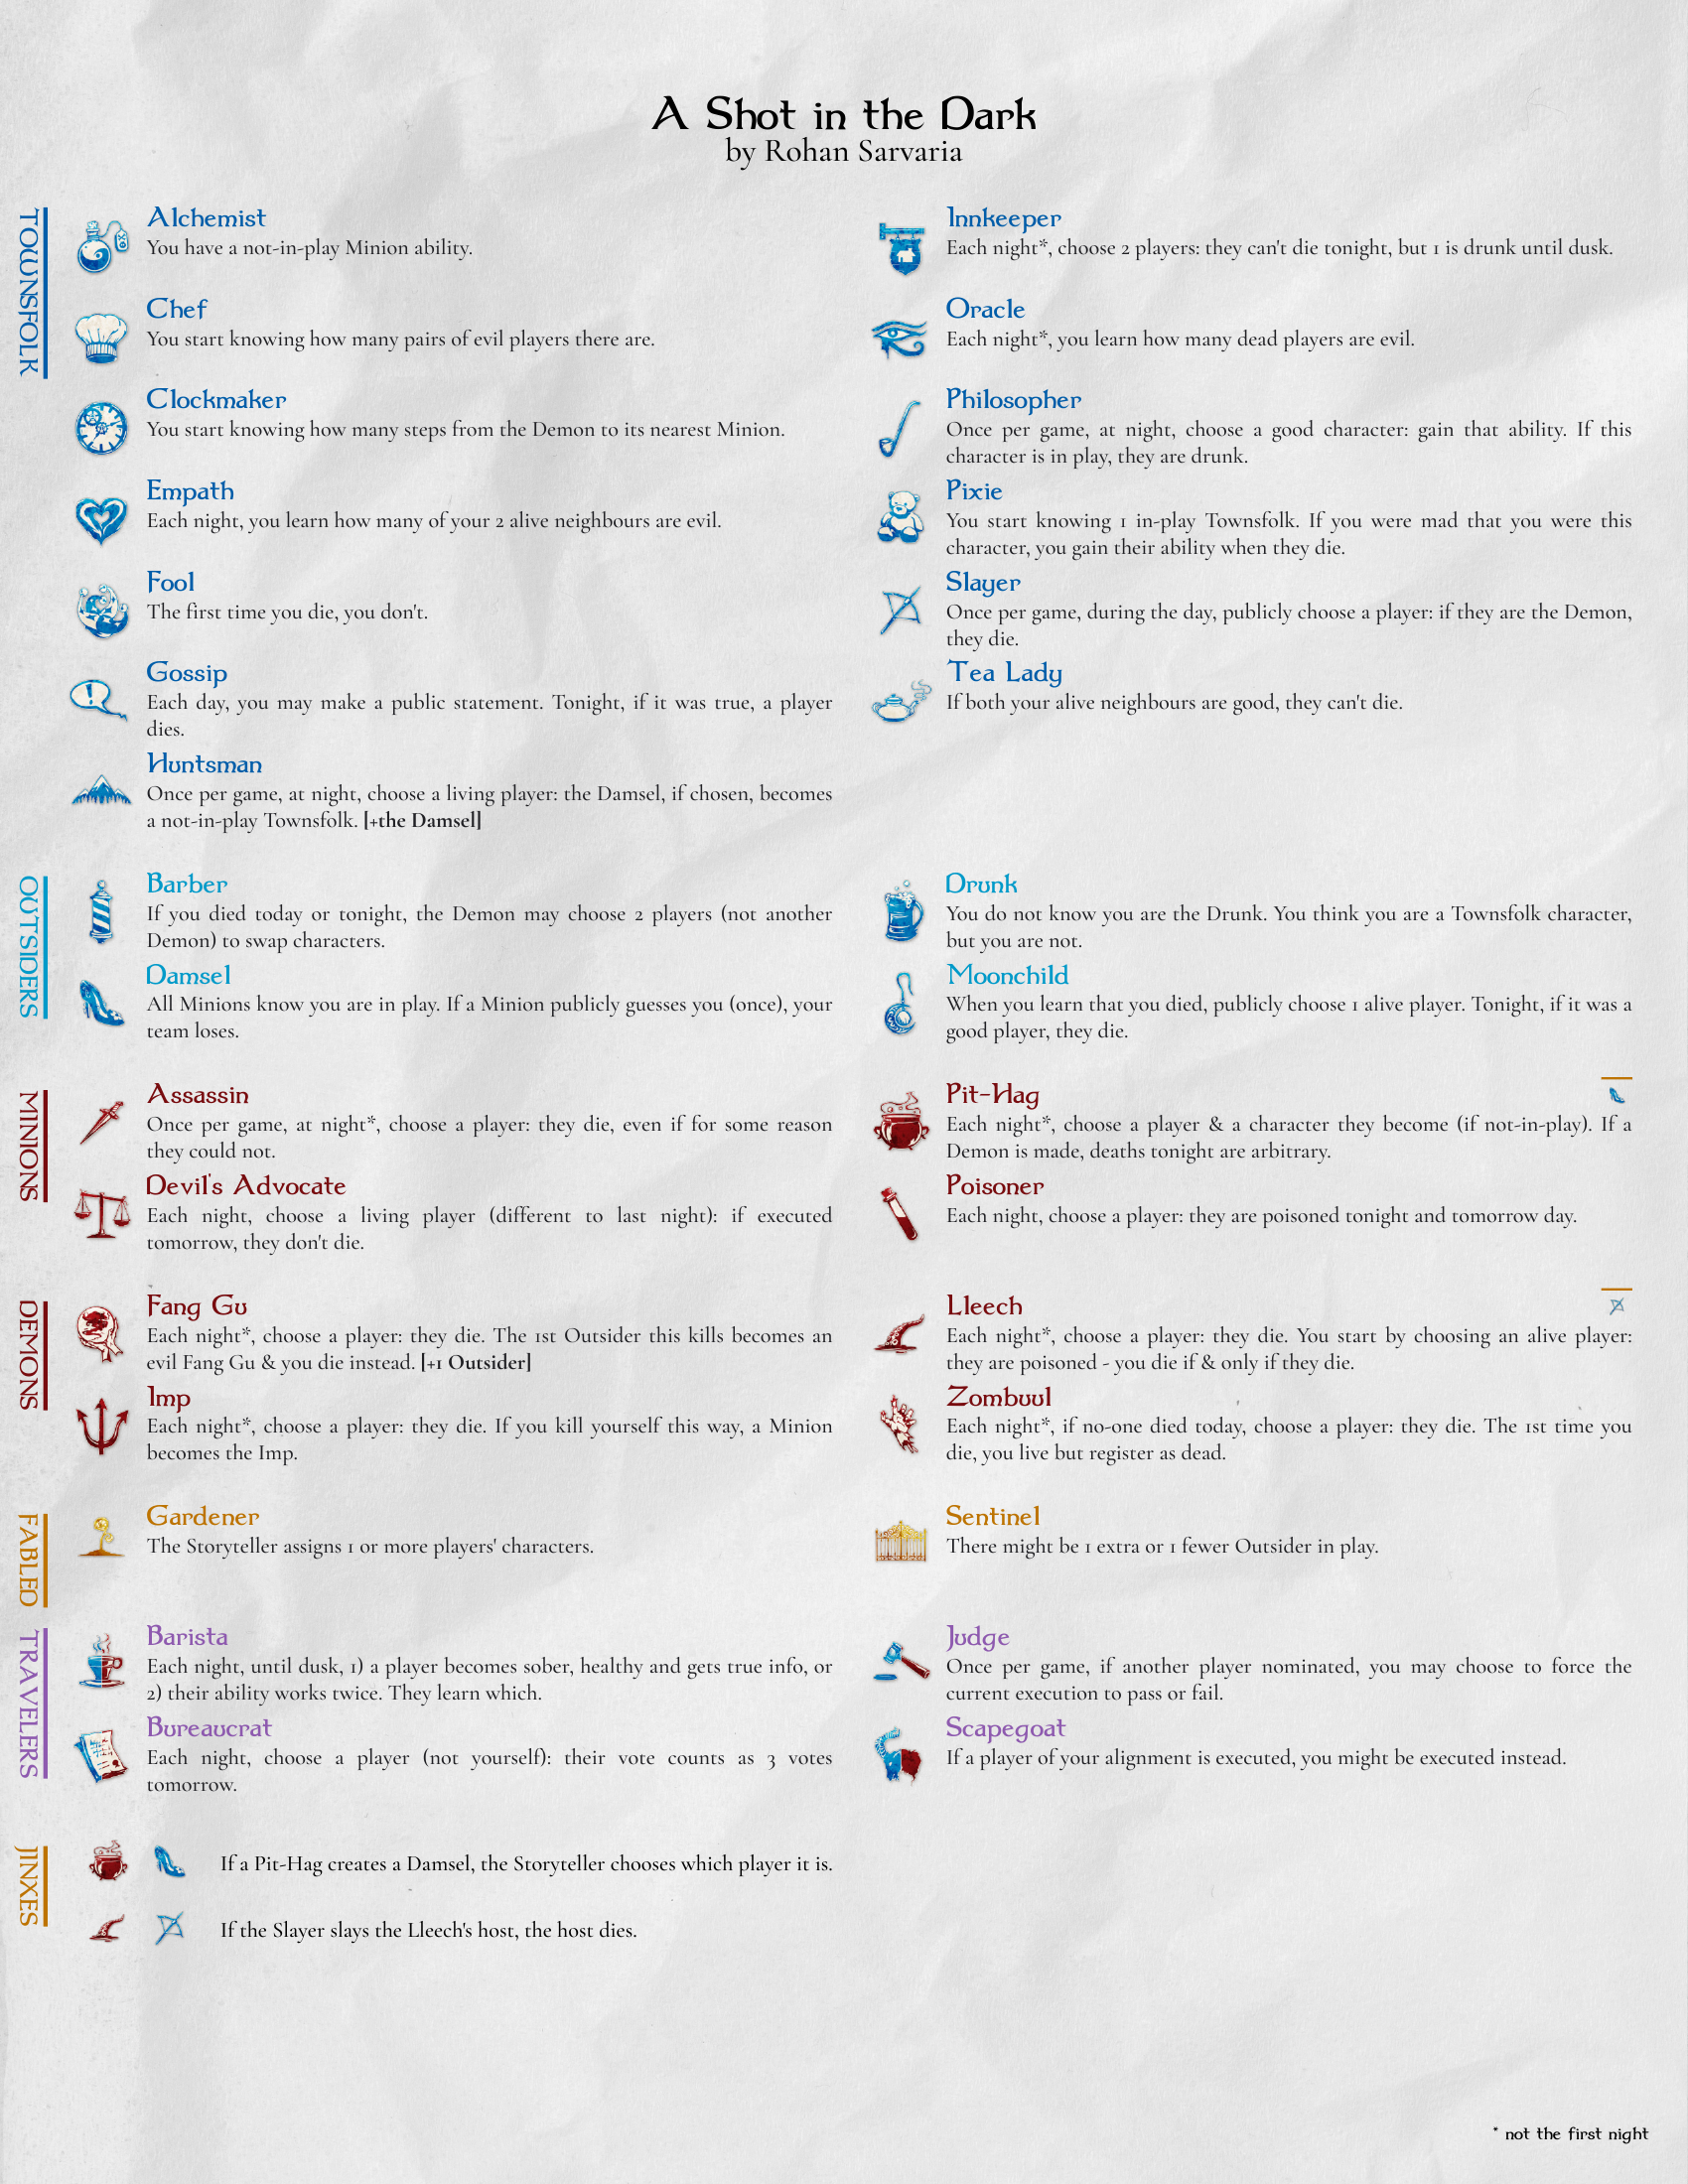 A Shot in the Dark
by Rohan Sarvaria
TOWNSFOLK
Alchemist
You have a not-in-play Minion ability.
Chef
You start knowing how many pairs of evil players there are.
Clockmaker
You start knowing how many steps from the Demon to its nearest Minion.
Empath
Each night, you learn how many of your 2 alive neighbours are evil.
Fool
The first time you die, you don't.
Gossip
Each day, you may make a public statement. Tonight, if it was true, a player
dies.
Huntsman
Once per game, at night, choose a living player: the Damsel, if chosen, becomes
a not-in-play Townsfolk. [+the Damsel]
Innkeeper
Each night*, choose 2 players: they can't die tonight, but 1 is drunk until dusk.
Oracle
Each night*, you learn how many dead players are evil.
Philosopher
Once per game, at night, choose a good character: gain that ability. If this
character is in play, they are drunk.
Pixie
You start knowing 1 in-play Townsfolk. If you were mad that you were this
character, you gain their ability when they die.
Slayer
Once per game, during the day, publicly choose a player: if they are the Demon,
they die.
Tea Lady
If both your alive neighbours are good, they can't die.
OUTSIDERS
Barber
If you died today or tonight, the Demon may choose 2 players (not another
Demon) to swap characters.
Damsel
All Minions know you are in play. If a Minion publicly guesses you (once), your
team loses.
Drunk
You do not know you are the Drunk. You think you are a Townsfolk character,
but you are not.
Moonchild
When you learn that you died, publicly choose 1 alive player. Tonight, if it was a
good player, they die.
MINIONS
Assassin
Once per game, at night*, choose a player: they die, even if for some reason
they could not.
Devil's Advocate
Each night, choose a living player (different to last night): if executed
tomorrow, they don't die.
Pit-Hag
Each night*, choose a player & a character they become (if not-in-play). If a
Demon is made, deaths tonight are arbitrary.
Poisoner
Each night, choose a player: they are poisoned tonight and tomorrow day.
DEMONS
Fang Gu
Each night*, choose a player: they die. The 1st Outsider this kills becomes an
evil Fang Gu & you die instead. [+1 Outsider]
Imp
Each night*, choose a player: they die. If you kill yourself this way, a Minion
becomes the Imp.
Lleech
Each night*, choose a player: they die. You start by choosing an alive player:
they are poisoned - you die if & only if they die.
Zombuul
Each night*, if no-one died today, choose a player: they die. The 1st time you
die, you live but register as dead.
FABLED
Gardener
The Storyteller assigns 1 or more players' characters.
Sentinel
There might be 1 extra or 1 fewer Outsider in play.
TRAVELERS
Barista
Each night, until dusk, 1) a player becomes sober, healthy and gets true info, or
2) their ability works twice. They learn which.
Bureaucrat
Each night, choose a player (not yourself): their vote counts as 3 votes
tomorrow.
Judge
Once per game, if another player nominated, you may choose to force the
current execution to pass or fail.
Scapegoat
If a player of your alignment is executed, you might be executed instead.
JINXES
If a Pit-Hag creates a Damsel, the Storyteller chooses which player it is.
If the Slayer slays the Lleech's host, the host dies.
* not the first night